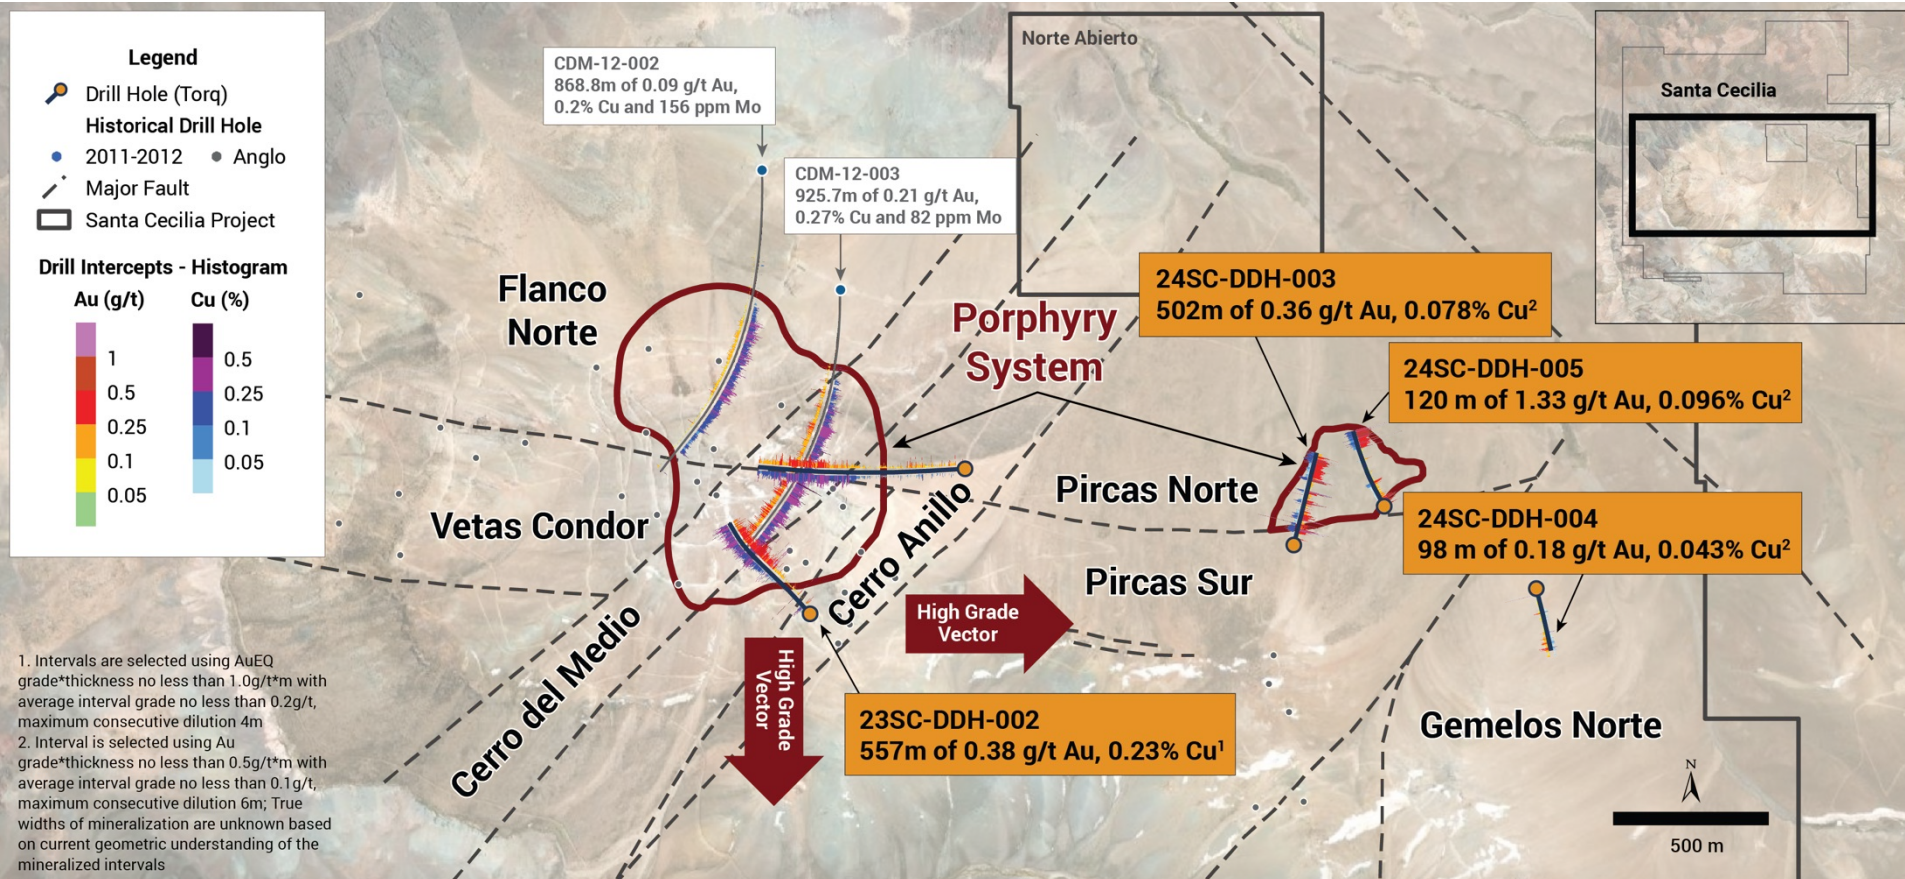 Legend
Drill Hole (Torq)
Historical Drill Hole
2011-2012
Anglo
Major Fault
Santa Cecilia Project
Drill Intercepts - Histogram
Au (g/t)
Cu (%)
1
0.5
0.25
0.1
0.05
0.5
0.25
0.1
0.05
1. Intervals are selected using AuEQ
grade*thickness no less than 1.0g/t*m with
average interval grade no less than 0.2g/t,
maximum consecutive dilution 4m
2. Interval is selected using Au
grade*thickness no less than 0.5g/t*m with
average interval grade no less than 0.1g/t,
maximum consecutive dilution 6m; True
widths of mineralization are unknown based
on current geometric understanding of the
mineralized intervals
CDM-12-002
868.8m of 0.09 g/t Au,
0.2% Cu and 156 ppm Mo
CDM-12-003
925.7m of 0.21 g/t Au,
0.27% Cu and 82 ppm Mo
Norte Abierto
Santa Cecilia
Flanco
Norte
Porphyry
System
24SC-DDH-003
502m of 0.36 g/t Au, 0.078% Cu²
24SC-DDH-005
120 m of 1.33 g/t Au, 0.096% Cu²
Vetas Condor
Pircas Norte
24SC-DDH-004
98 m of 0.18 g/t Au, 0.043% Cu²
Cerro Anillo
Pircas Sur
High Grade
Vector
Cerro del Medio
High Grade
Vector
23SC-DDH-002
557m of 0.38 g/t Au, 0.23% Cu¹
Gemelos Norte
N
500 m